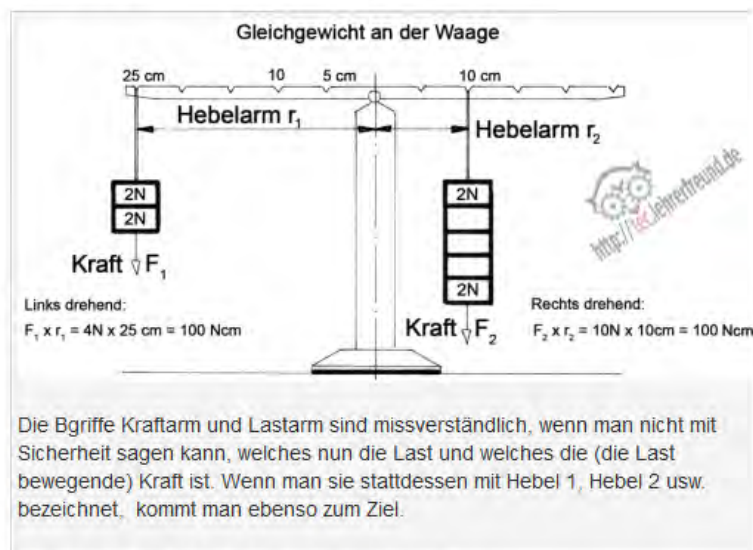 Gleichgewicht an der Waage
25 cm 10 5 cm 10 cm
Hebelarm r₁
Hebelarm r₂
2N
2N
2N
2N
Kraft F₁
Kraft F₂
http://tec.lehrerfreund.de
Links drehend:
F₁ x r₁ = 4N x 25 cm = 100 Ncm
Rechts drehend:
F₂ x r₂ = 10N x 10cm = 100 Ncm
Die Bgriffe Kraftarm und Lastarm sind missverständlich, wenn man nicht mit
Sicherheit sagen kann, welches nun die Last und welches die (die Last
bewegende) Kraft ist. Wenn man sie stattdessen mit Hebel 1, Hebel 2 usw.
bezeichnet, kommt man ebenso zum Ziel.